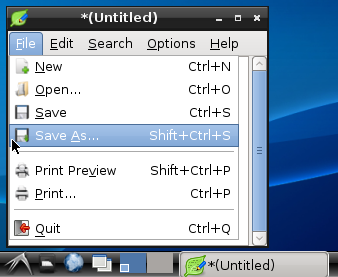 *(Untitled)
File Edit Search Options Help
New Ctrl+N
Open... Ctrl+O
Save Ctrl+S
Save As... Shift+Ctrl+S
Print Preview Shift+Ctrl+P
Print... Ctrl+P
Quit Ctrl+Q
*(Untitled)